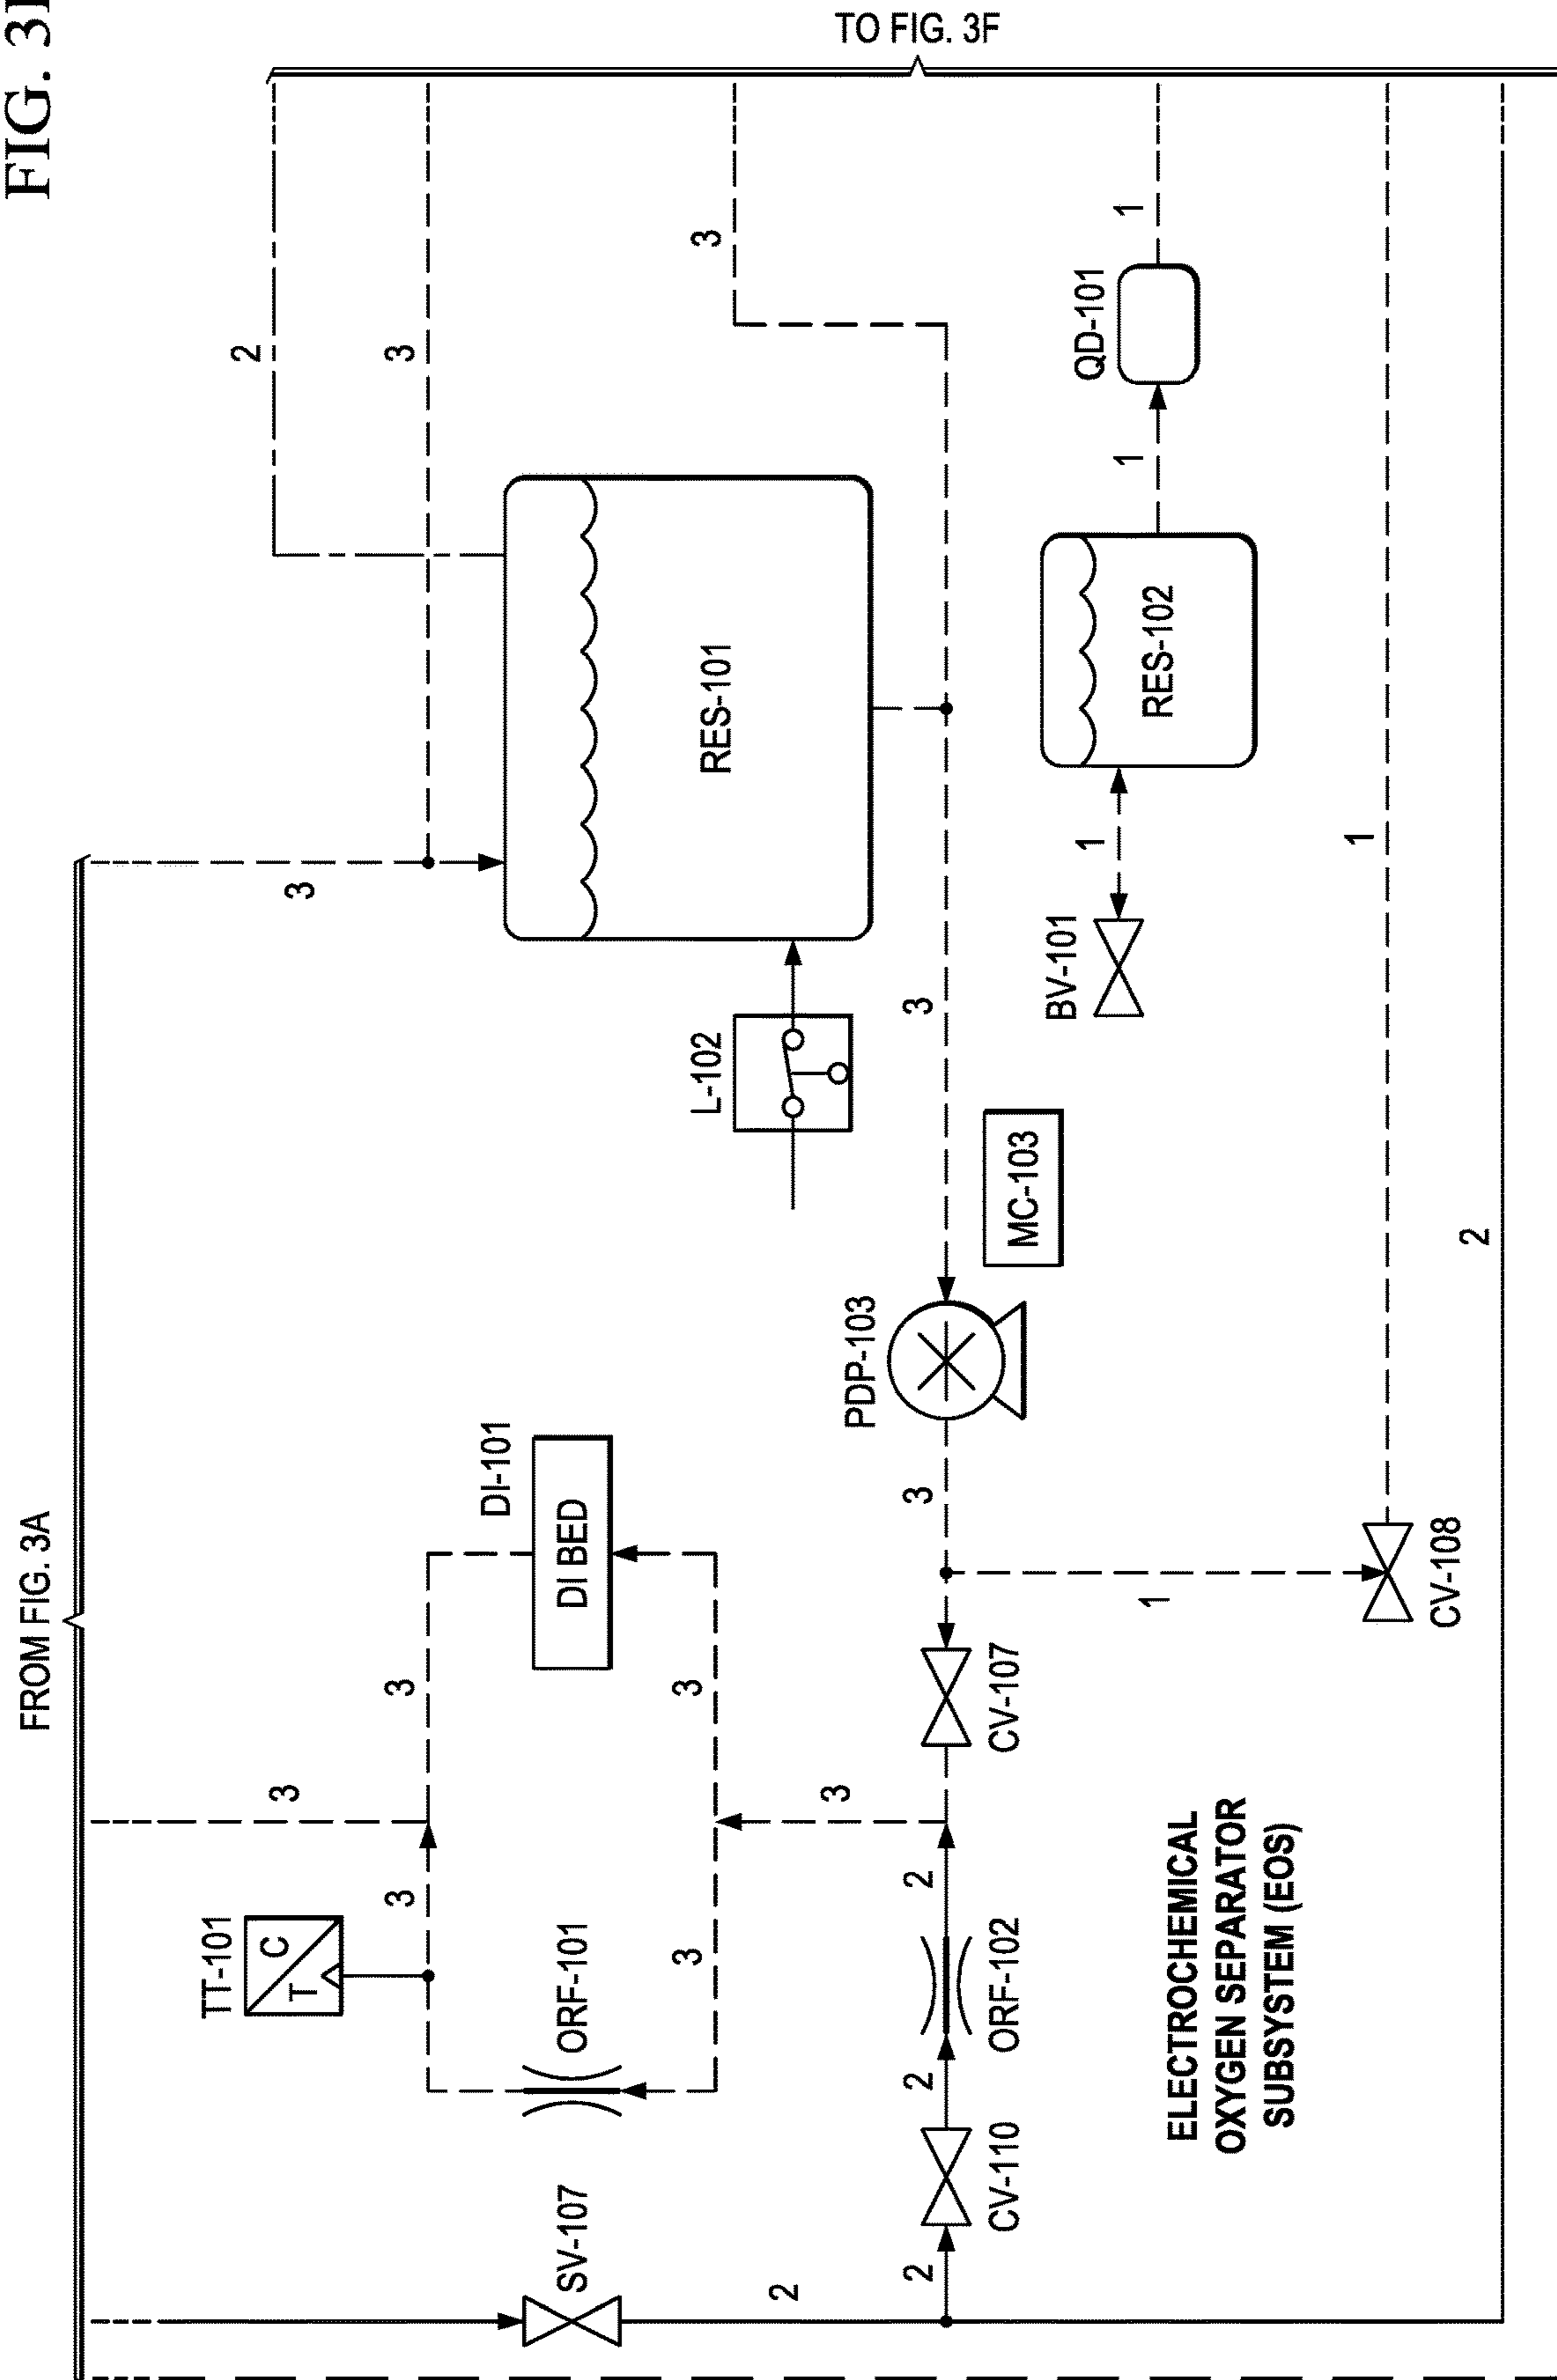 FIG. 3
FROM FIG. 3A
TO FIG. 3F
TT-101
2
C
3
3
T
3
3
3
DI-101
SV-107
ORF-101
DI BED
3
3
L-102
3
RES-101
2
3
PDP-103
2
2
2
3
3
CV-110
ORF-102
CV-107
MC-103
BV-101
QD-101
1
1
1
1
RES-102
ELECTROCHEMICAL
OXYGEN SEPARATOR
SUBSYSTEM (EOS)
1
CV-108
2